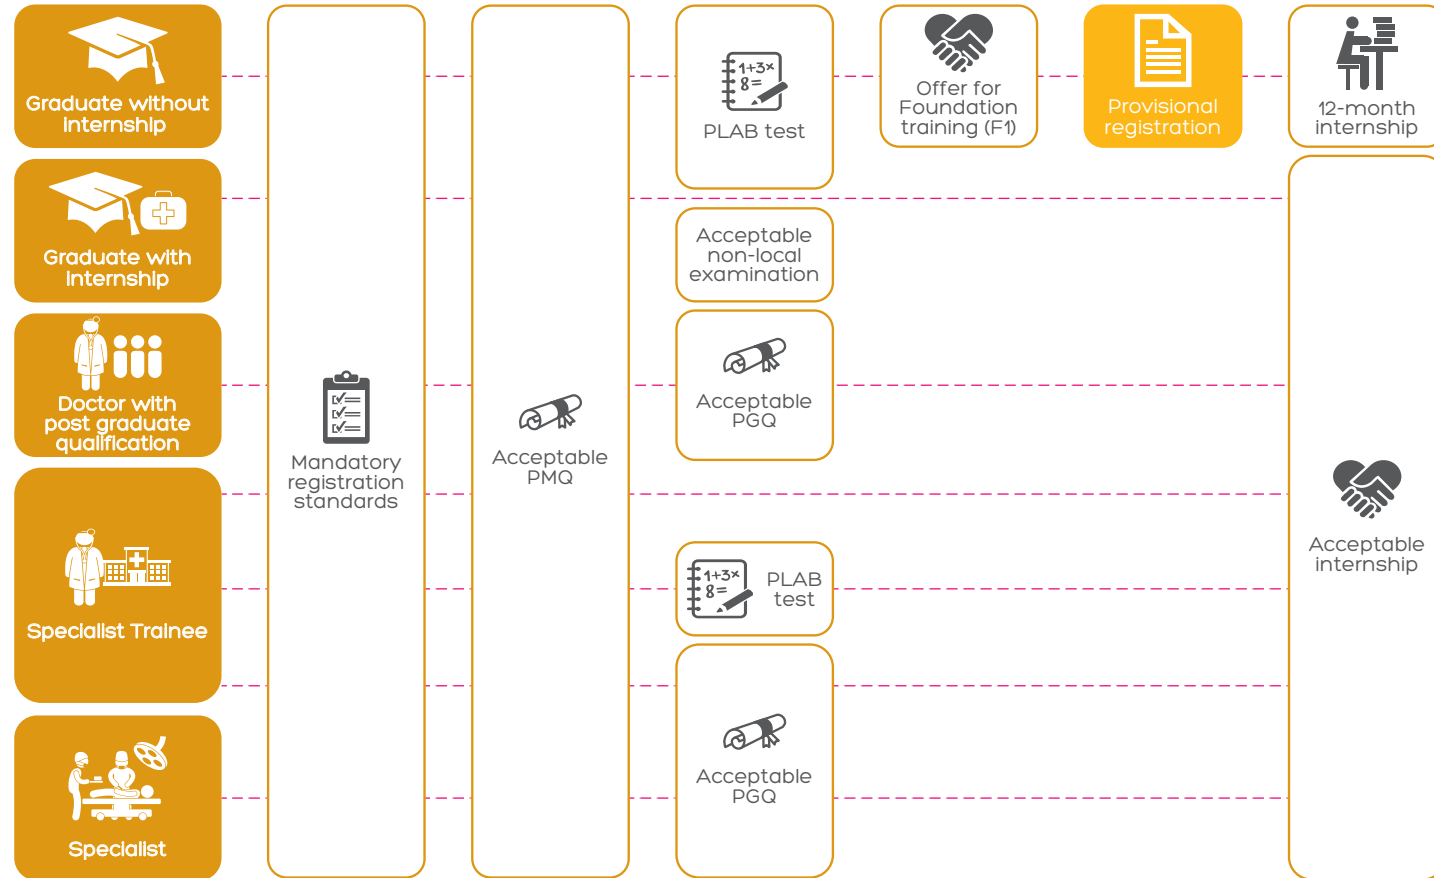 Graduate without
internship
Graduate with
internship
Doctor with
post graduate
qualification
Specialist Trainee
Specialist
Mandatory
registration
standards
Acceptable
PMQ
1+3×
8=
PLAB test
Acceptable
non-local
examination
Acceptable
PGQ
1+3×
8=
PLAB
test
Acceptable
PGQ
Offer for
Foundation
training (F1)
Provisional
registration
12-month
internship
Acceptable
internship